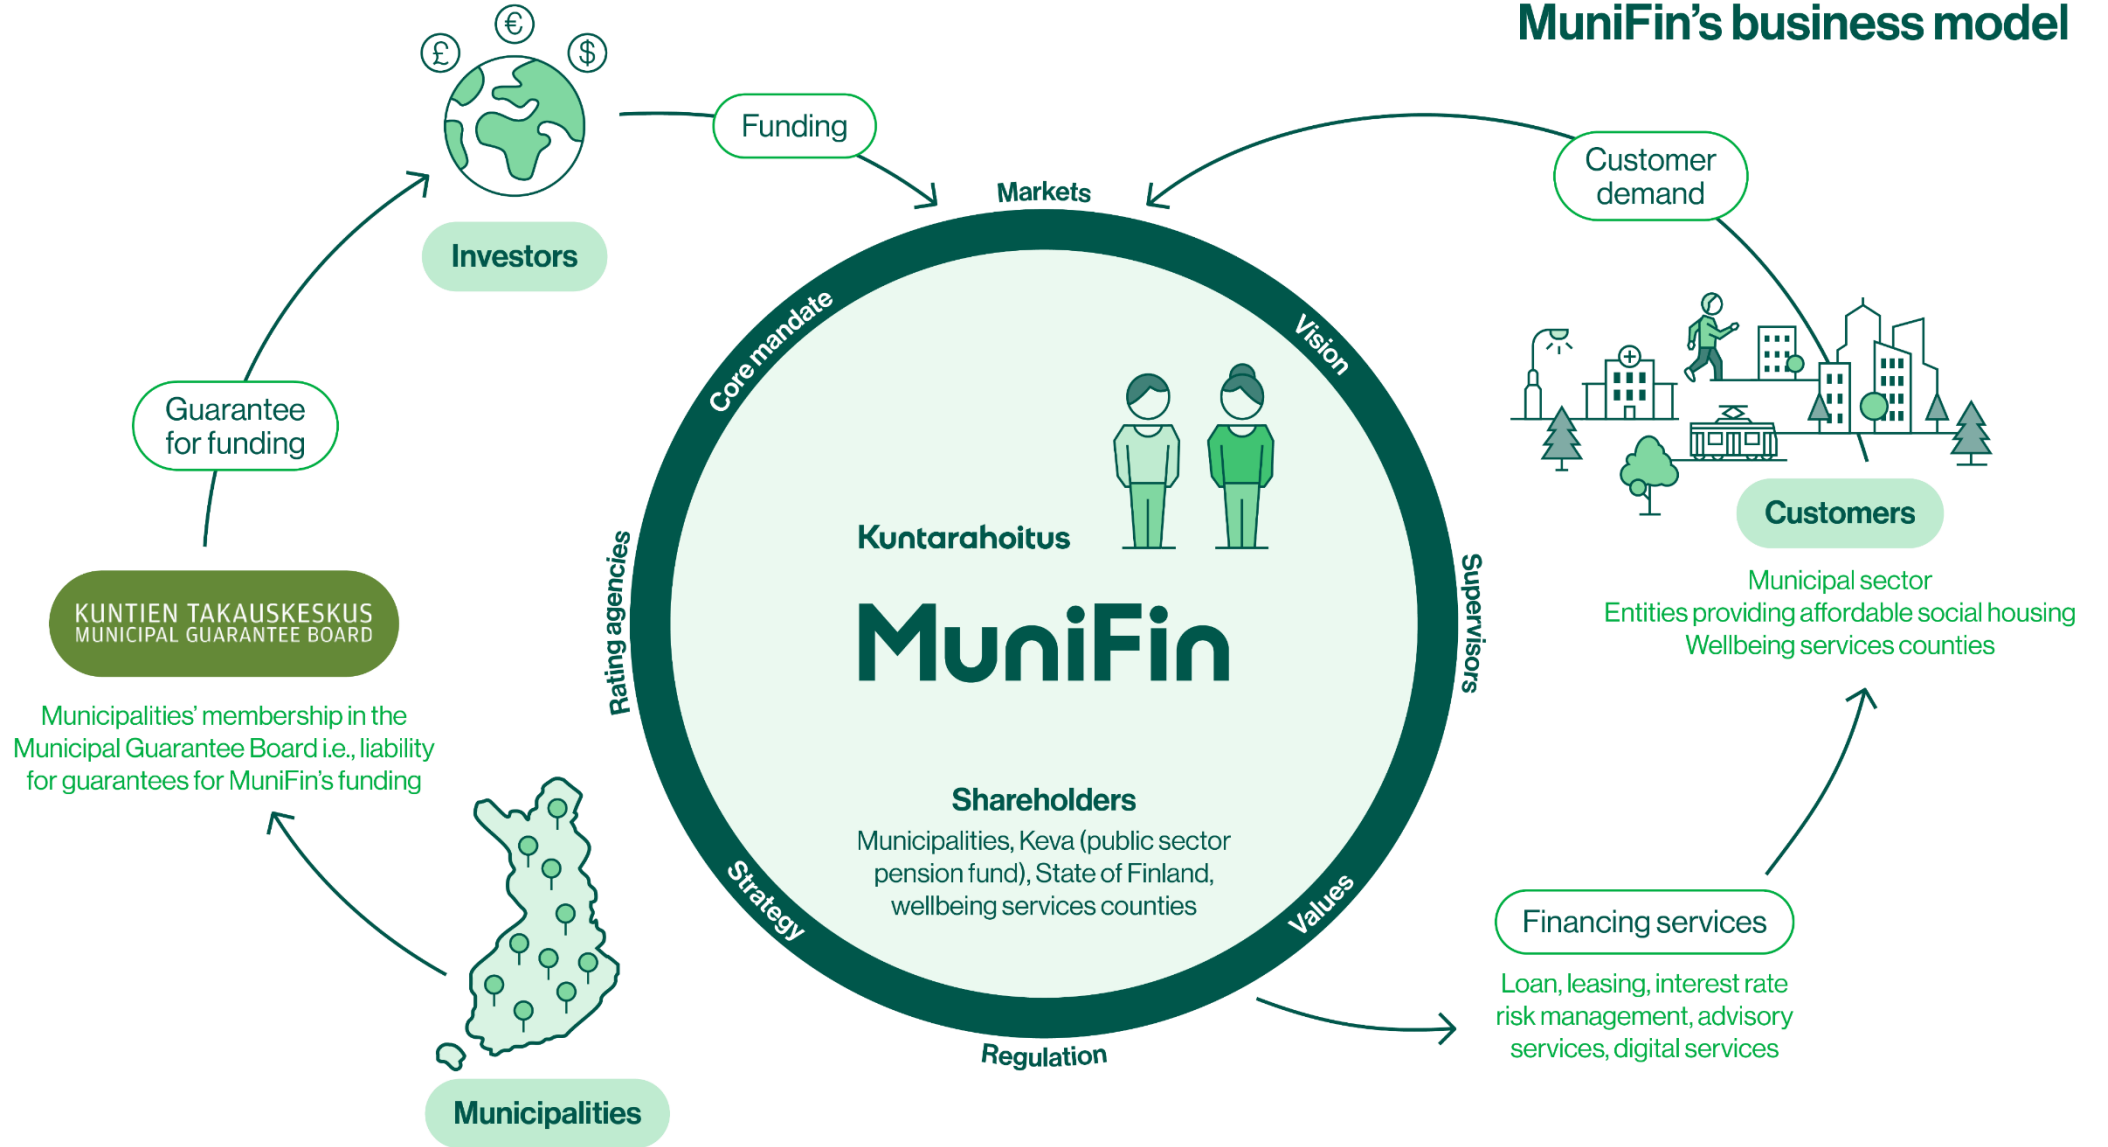 MuniFin’s business model
£
€
$
Funding
Investors
Customer
demand
Markets
Core mandate
Vision
Guarantee
for funding
Rating agencies
Supervisors
Kuntarahoitus
MuniFin
KUNTIEN TAKAUSKESKUS
MUNICIPAL GUARANTEE BOARD
Municipalities’ membership in the
Municipal Guarantee Board i.e., liability
for guarantees for MuniFin’s funding
Customers
Municipal sector
Entities providing affordable social housing
Wellbeing services counties
Shareholders
Municipalities, Keva (public sector
pension fund), State of Finland,
wellbeing services counties
Strategy
Values
Regulation
Financing services
Loan, leasing, interest rate
risk management, advisory
services, digital services
Municipalities